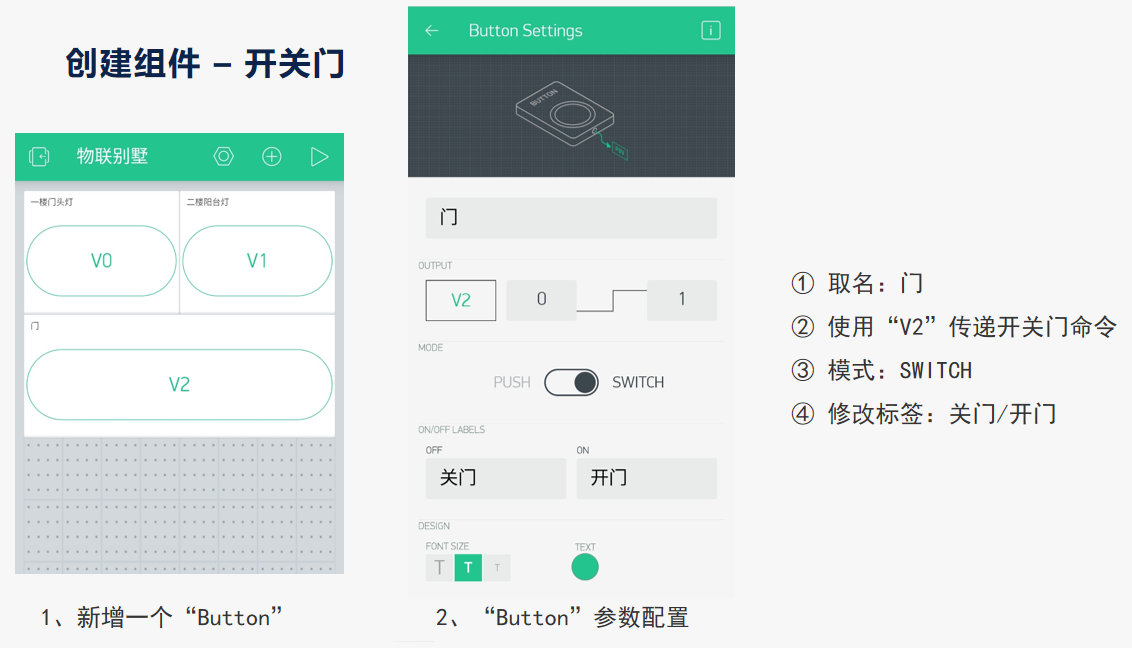 创建组件 – 开关门
物联别墅
一楼门头灯
二楼阳台灯
V0
V1
门
V2
1、新增一个“Button”
Button Settings
BUTTON
PIN
门
OUTPUT
V2
0
1
MODE
PUSH
SWITCH
ON/OFF LABELS
OFF
ON
关门
开门
DESIGN
FONT SIZE
TEXT
T
T
T
2、“Button”参数配置
① 取名：门
② 使用“V2”传递开关门命令
③ 模式：SWITCH
④ 修改标签：关门/开门